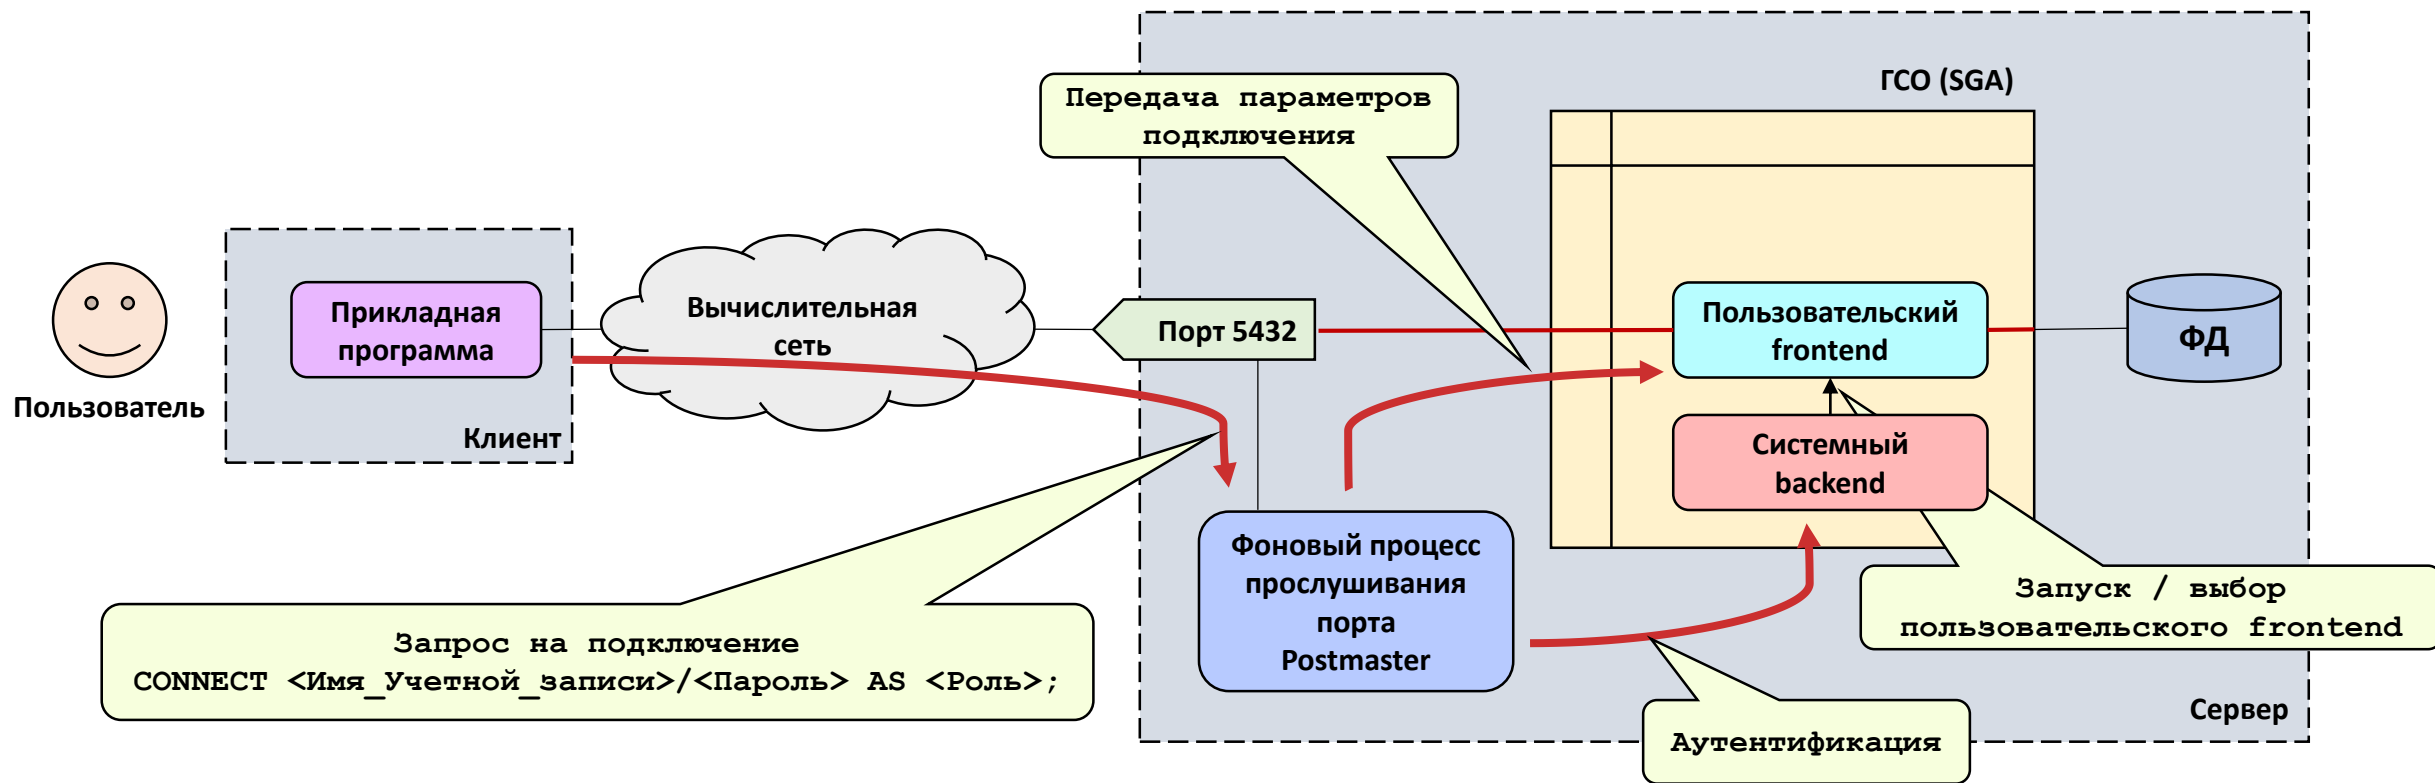 ГСО (SGA)
Передача параметров
подключения
Прикладная
программа
Вычислительная
сеть
Порт 5432
Пользовательский
frontend
ФД
Пользователь
Клиент
Системный
backend
Фоновый процесс
прослушивания
порта
Postmaster
Запуск / выбор
пользовательского frontend
Запрос на подключение
CONNECT <Имя_Учетной_записи>/<Пароль> AS <Роль>;
Сервер
Аутентификация